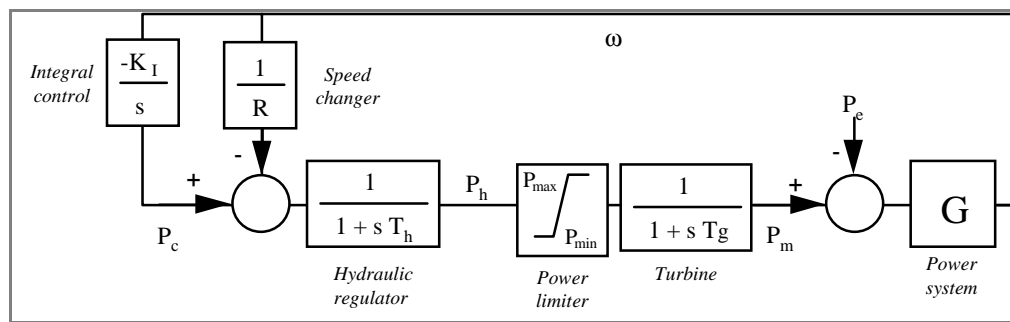 ω
Integral
control
-K I
s
1
R
Speed
changer
-
+
P c
1
1 + s T h
Hydraulic
regulator
P h
P max
P min
Power
limiter
1
1 + s Tg
Turbine
+
P m
P e
-
G
Power
system